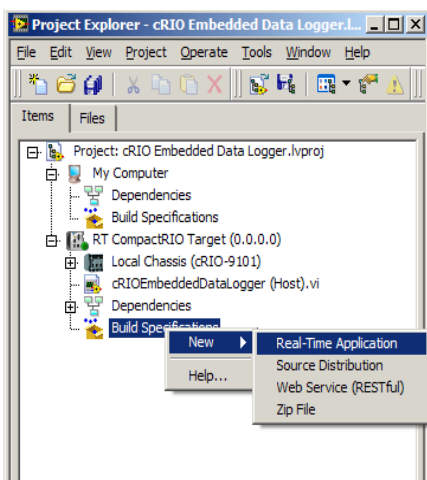 Project Explorer - cRIO Embedded Data Logger.l...
File Edit View Project Operate Tools Window Help
Items Files
Project: cRIO Embedded Data Logger.lvproj
My Computer
Dependencies
Build Specifications
RT CompactRIO Target (0.0.0.0)
Local Chassis (cRIO-9101)
cRIOEmbeddedDataLogger (Host).vi
Dependencies
Build Specifications
New
Help...
Real-Time Application
Source Distribution
Web Service (RESTful)
Zip File